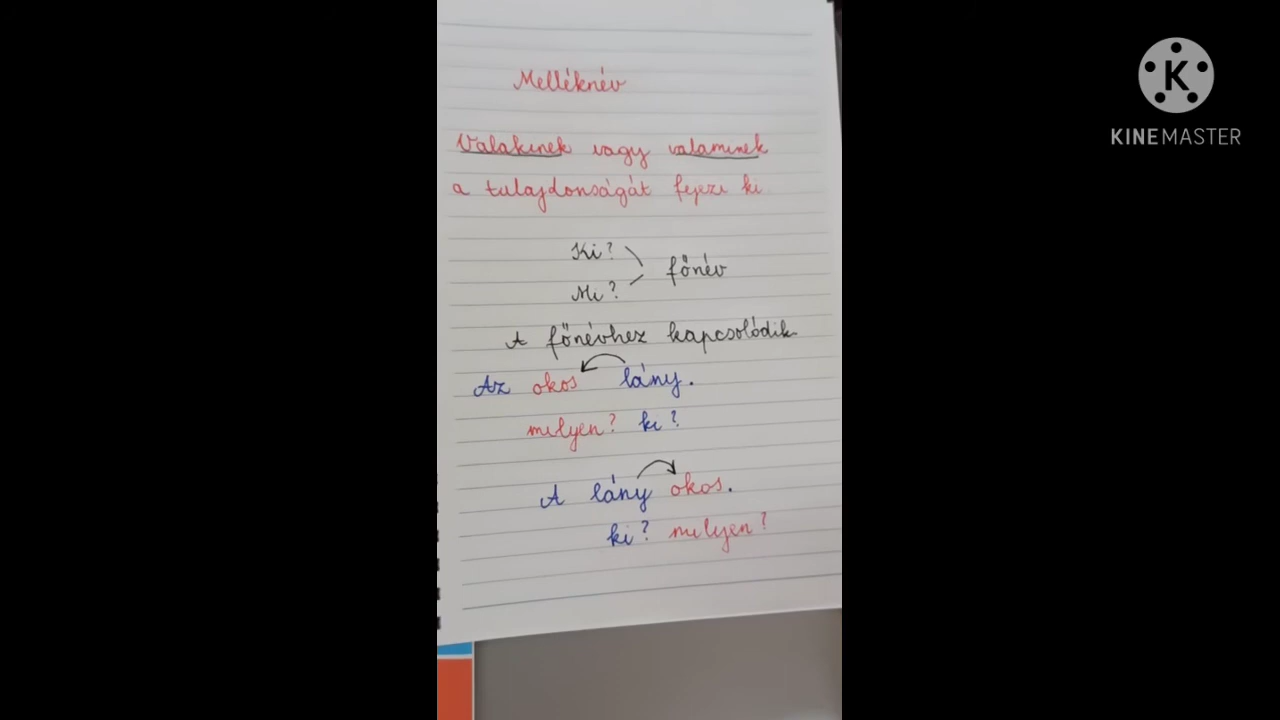 Melléknév
Valakinek vagy valaminek
a tulajdonságát fejezi ki
Ki?
főnév
Mi?
A főnévhez kapcsolódik
Az okos lány.
milyen? ki?
A lány okos.
ki? milyen?
K
KINEMASTER